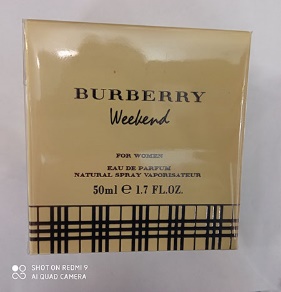 BURBERRY
Weekend
FOR WOMEN
EAU DE PARFUM
NATURAL SPRAY VAPORISATEUR
50ml e 1.7 FL.OZ.
SHOT ON REDMI 9
AI QUAD CAMERA